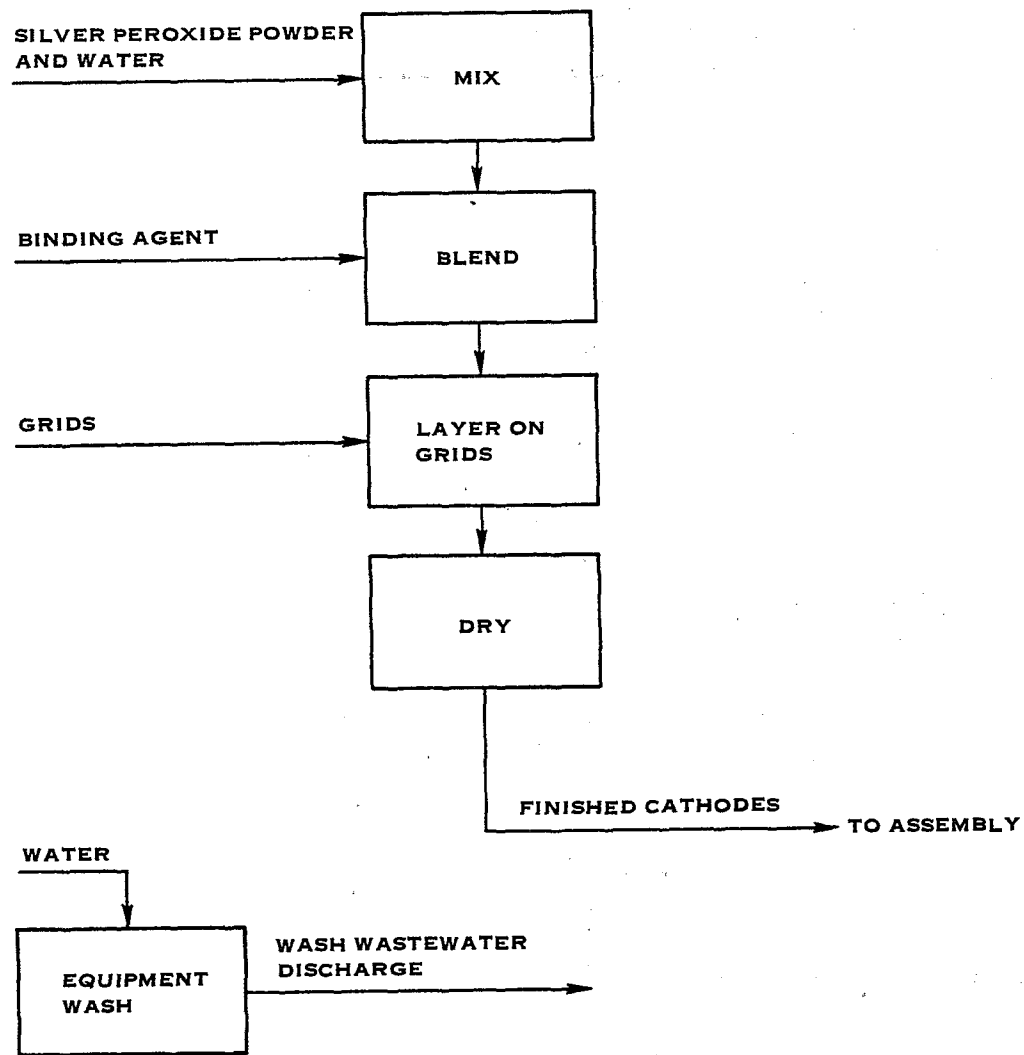 SILVER PEROXIDE POWDER
AND WATER
MIX
BINDING AGENT
BLEND
GRIDS
LAYER ON
GRIDS
DRY
FINISHED CATHODES
TO ASSEMBLY
WATER
EQUIPMENT
WASH
WASH WASTEWATER
DISCHARGE